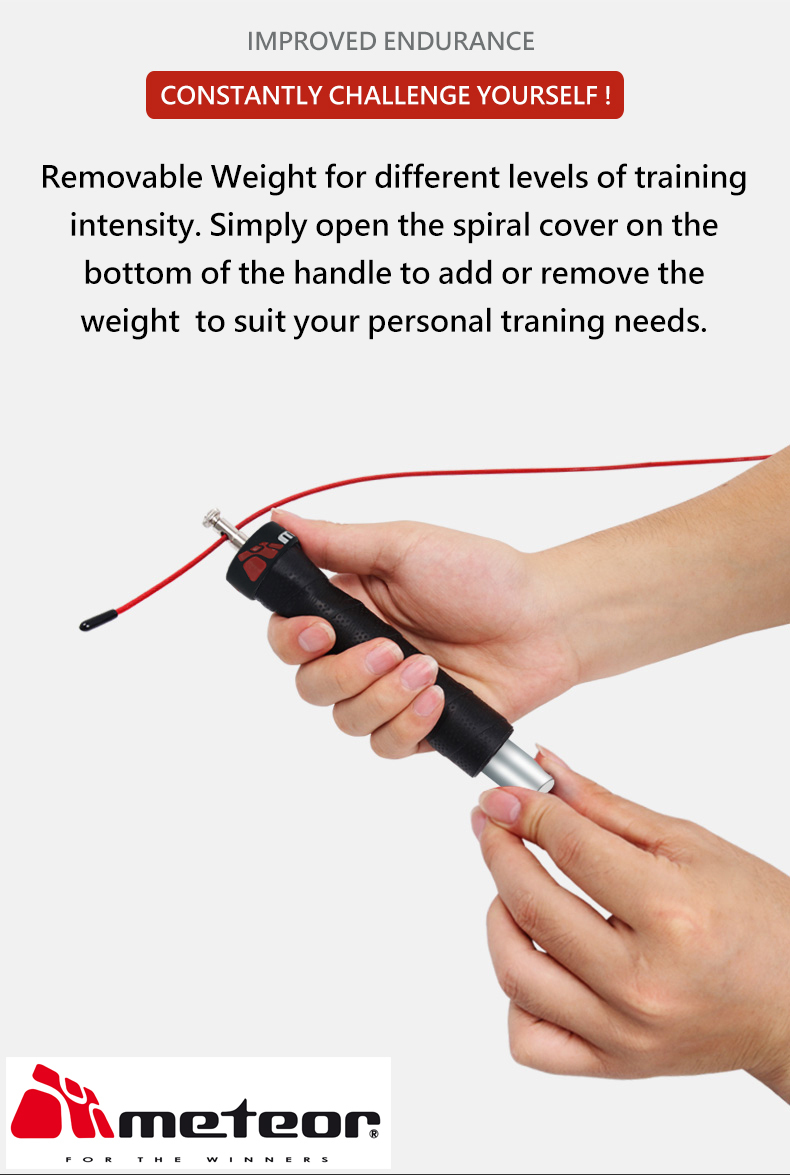 IMPROVED ENDURANCE
CONSTANTLY CHALLENGE YOURSELF !
Removable Weight for different levels of training
intensity. Simply open the spiral cover on the
bottom of the handle to add or remove the
weight  to suit your personal traning needs.
meteor®
FOR THE WINNERS